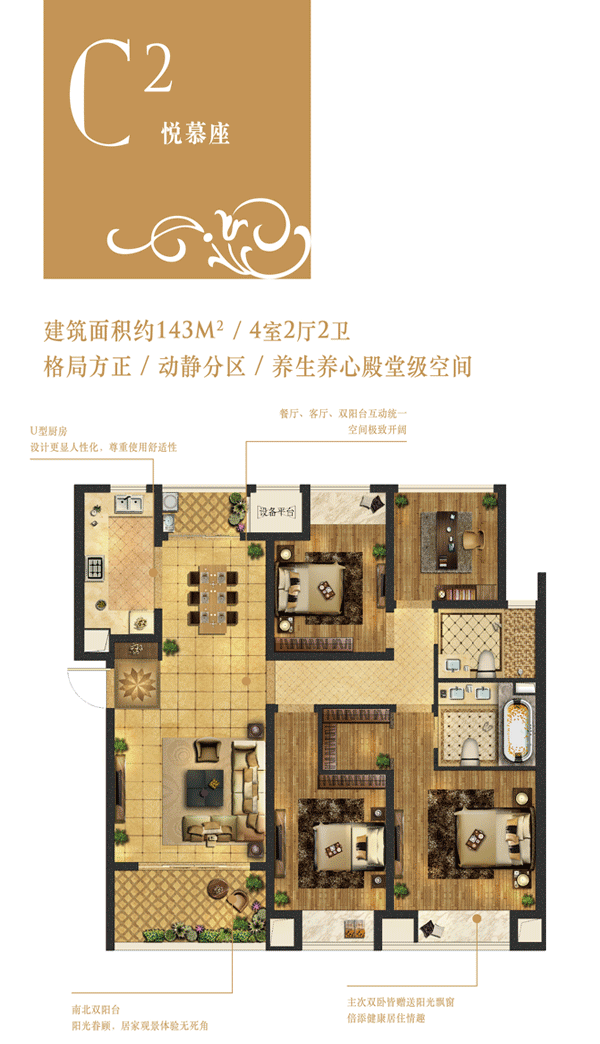 C²
悦慕座
建筑面积约143M² / 4室2厅2卫
格局方正 / 动静分区 / 养生养心殿堂级空间
餐厅、客厅、双阳台互动统一
空间极致开阔
U型厨房
设计更显人性化，尊重使用舒适性
设备平台
南北双阳台
阳光眷顾，居家观景体验无死角
主次双卧皆赠送阳光飘窗
倍添健康居住情趣